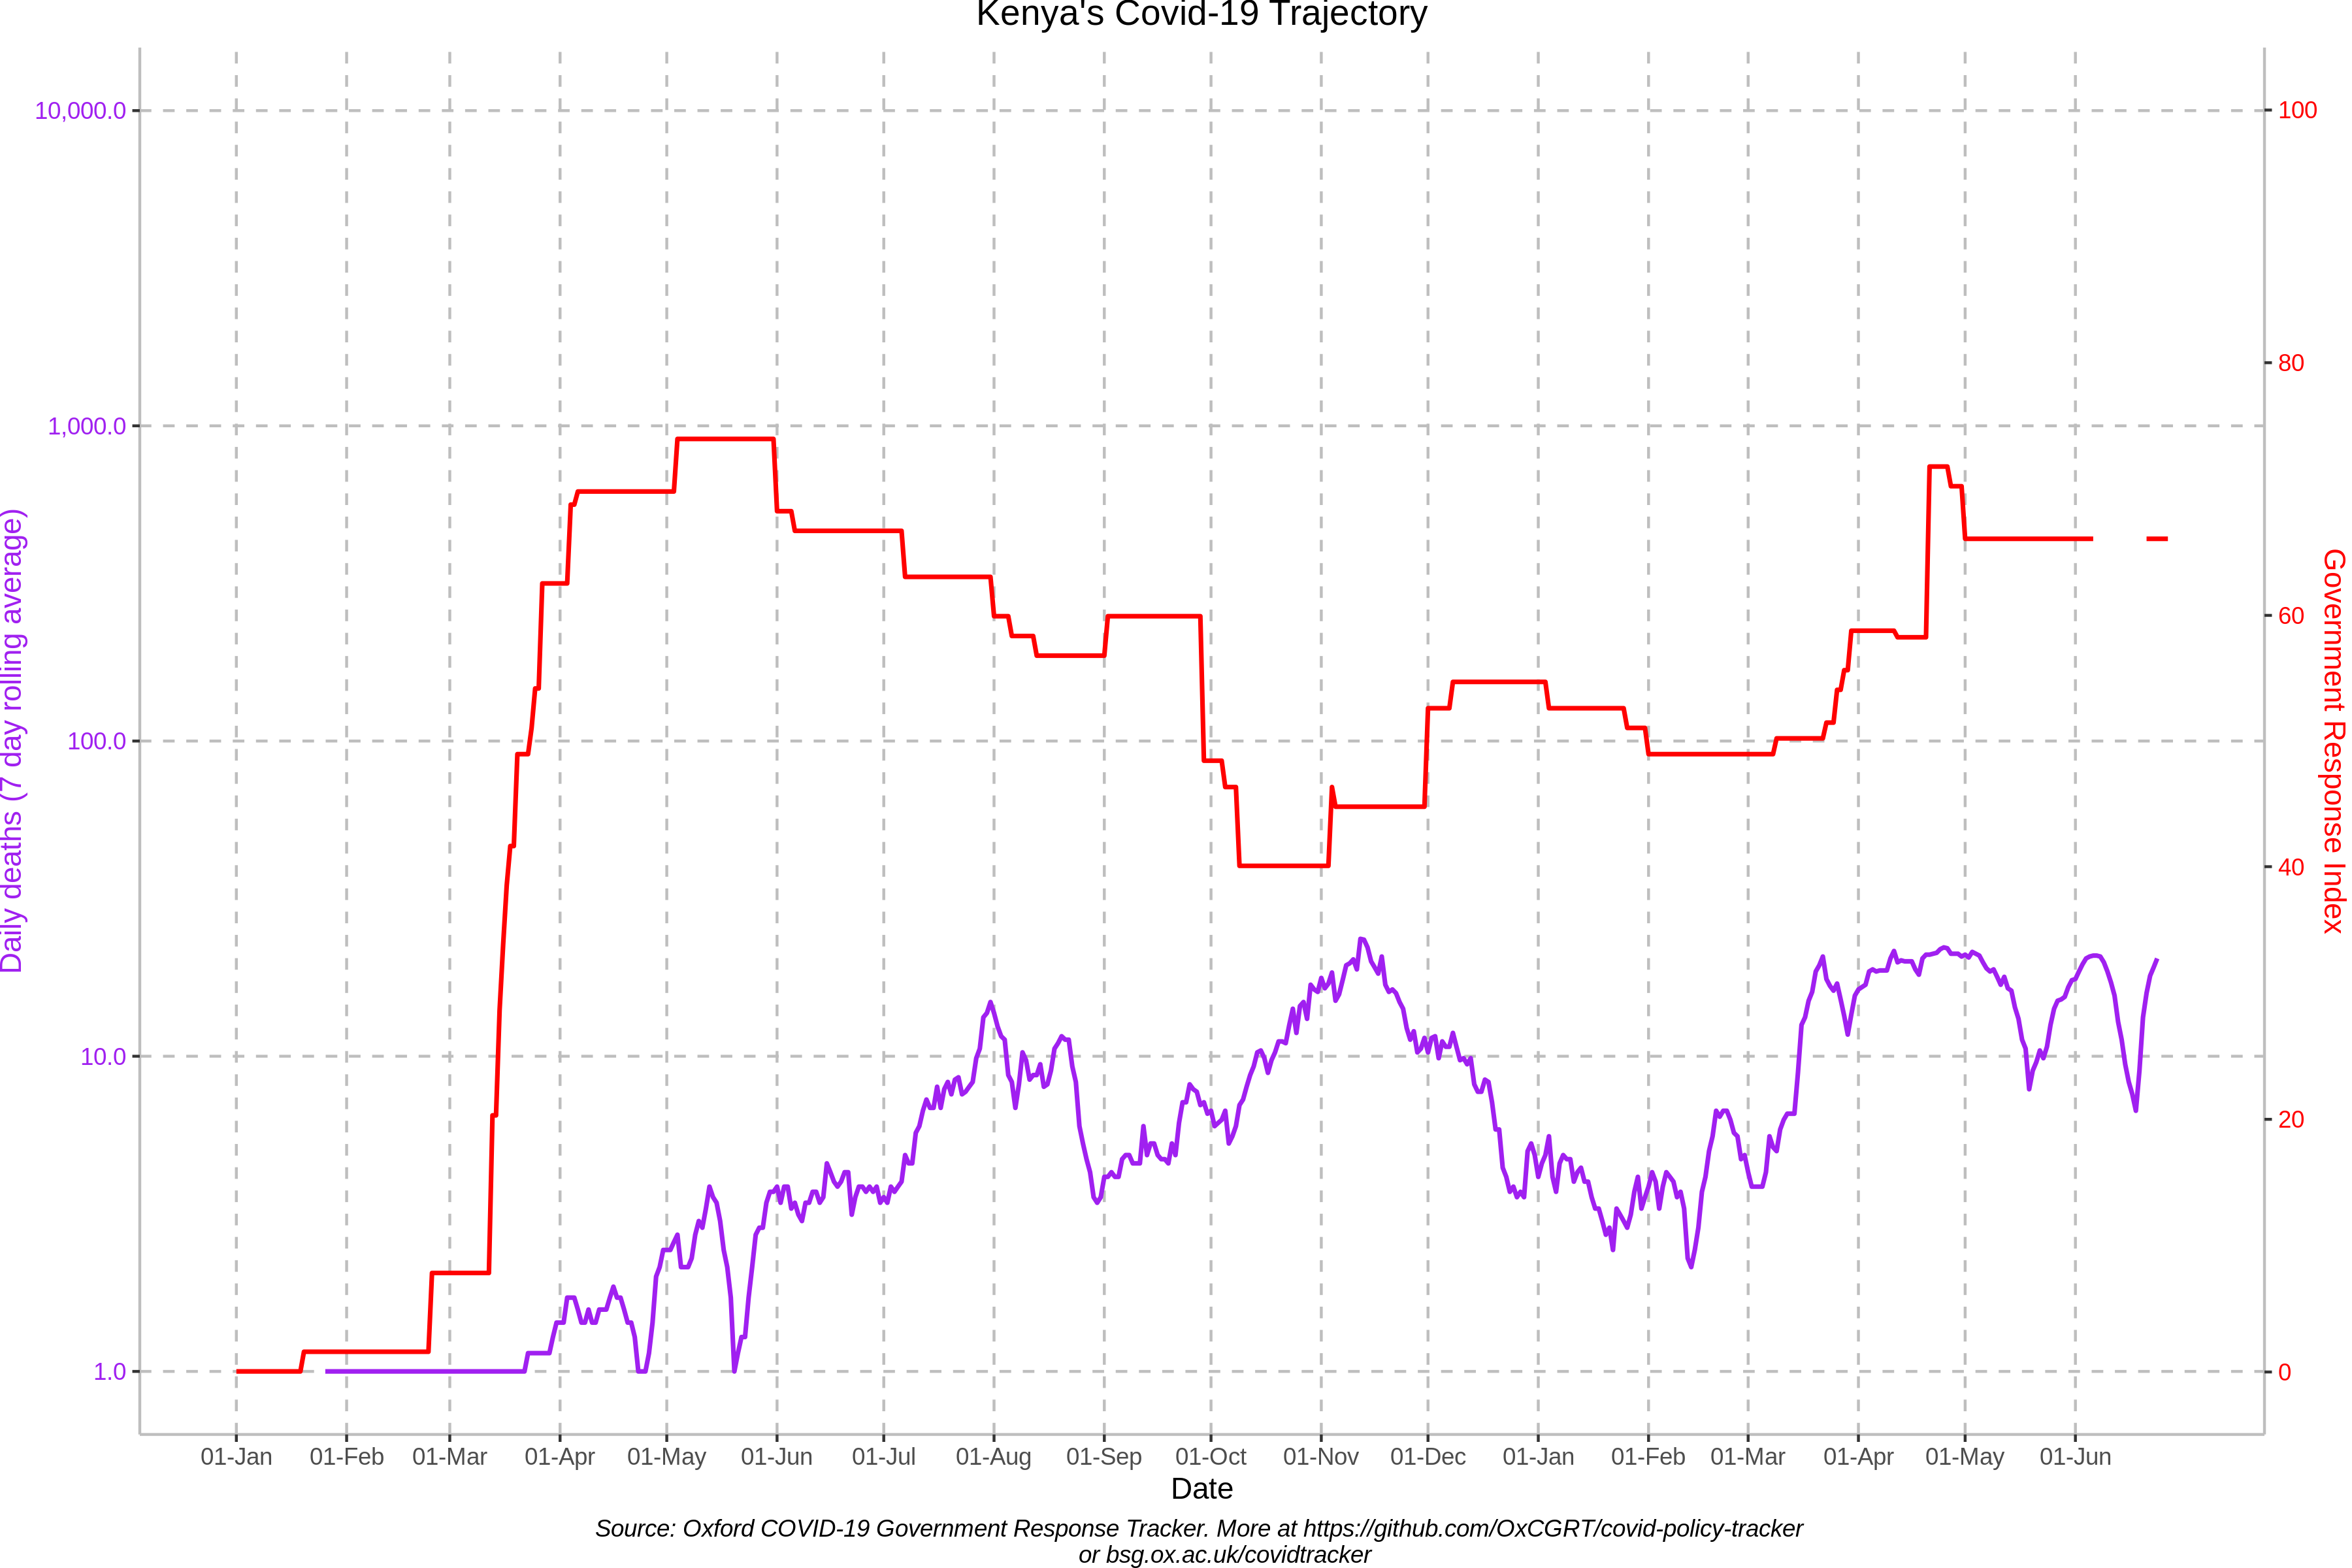 Kenya's Covid-19 Trajectory
Daily deaths (7 day rolling average)
10,000.0
1,000.0
100.0
10.0
1.0
100
80
60
40
20
0
Government Response Index
01-Jan 01-Feb 01-Mar 01-Apr 01-May 01-Jun 01-Jul 01-Aug 01-Sep 01-Oct 01-Nov 01-Dec 01-Jan 01-Feb 01-Mar 01-Apr 01-May 01-Jun
Date
Source: Oxford COVID-19 Government Response Tracker. More at https://github.com/OxCGRT/covid-policy-tracker
or bsg.ox.ac.uk/covidtracker